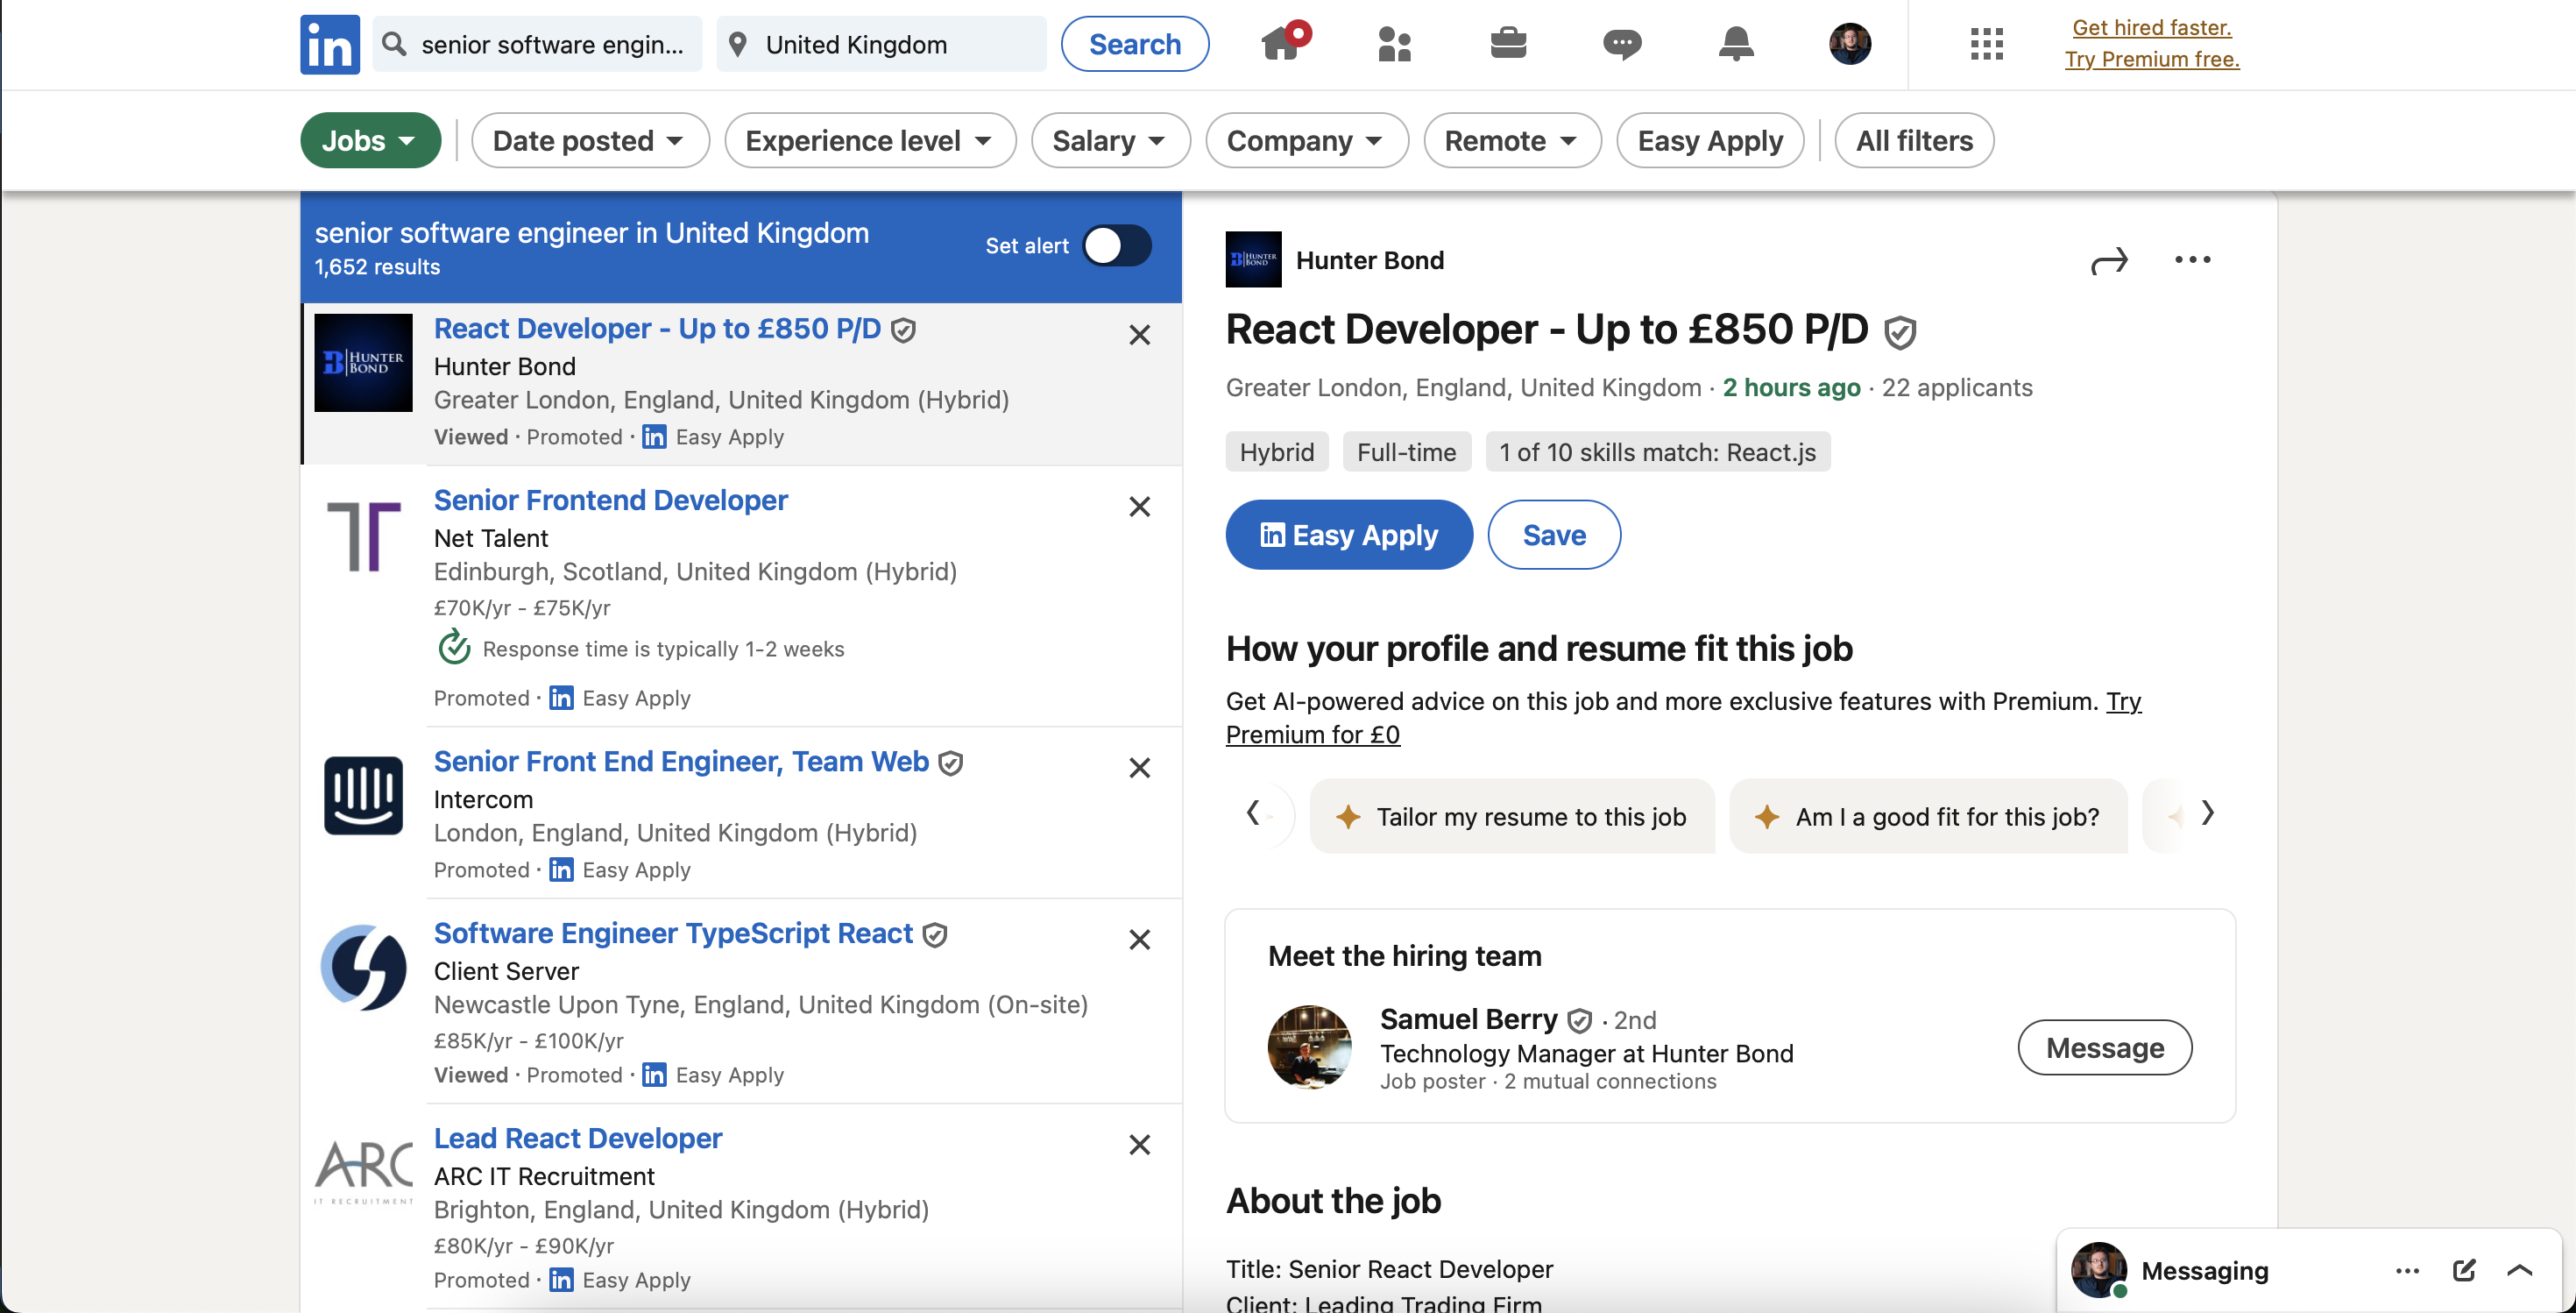 in
senior software engin...
United Kingdom
Search
Get hired faster.
Try Premium free.
Jobs
Date posted
Experience level
Salary
Company
Remote
Easy Apply
All filters
senior software engineer in United Kingdom
1,652 results
Set alert
HUNTER
BOND
React Developer - Up to £850 P/D
Hunter Bond
Greater London, England, United Kingdom (Hybrid)
Viewed · Promoted · in Easy Apply
Senior Frontend Developer
Net Talent
Edinburgh, Scotland, United Kingdom (Hybrid)
£70K/yr - £75K/yr
Response time is typically 1-2 weeks
Promoted · in Easy Apply
Senior Front End Engineer, Team Web
Intercom
London, England, United Kingdom (Hybrid)
Promoted · in Easy Apply
Software Engineer TypeScript React
Client Server
Newcastle Upon Tyne, England, United Kingdom (On-site)
£85K/yr - £100K/yr
Viewed · Promoted · in Easy Apply
ARC
IT RECRUITMENT
Lead React Developer
ARC IT Recruitment
Brighton, England, United Kingdom (Hybrid)
£80K/yr - £90K/yr
Promoted · in Easy Apply
HUNTER
BOND
Hunter Bond
React Developer - Up to £850 P/D
Greater London, England, United Kingdom · 2 hours ago · 22 applicants
Hybrid
Full-time
1 of 10 skills match: React.js
in Easy Apply
Save
How your profile and resume fit this job
Get AI-powered advice on this job and more exclusive features with Premium. Try
Premium for £0
Tailor my resume to this job
Am I a good fit for this job?
Meet the hiring team
Samuel Berry · 2nd
Technology Manager at Hunter Bond
Job poster · 2 mutual connections
Message
About the job
Title: Senior React Developer
Client: Leading Trading Firm
Messaging